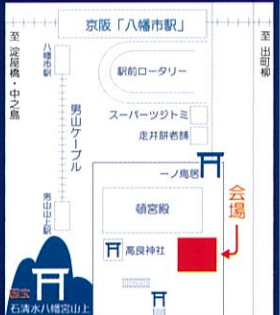 京阪「八幡市駅」
至 淀屋橋・中之島
至 出町柳
八幡市駅
駅前ロータリー
男山ケーブル
スーパーツジトミ
走井餅老舗
一ノ鳥居
男山山上駅
頓宮殿
会場
高良神社
石清水八幡宮山上